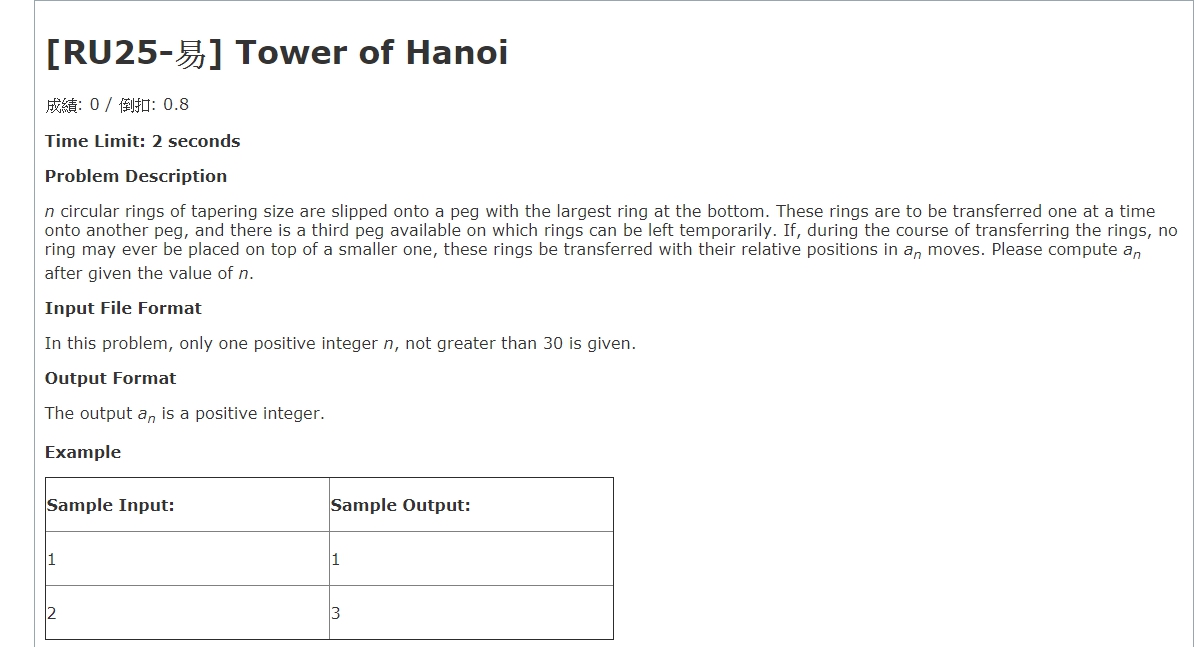 [RU25-易] Tower of Hanoi
成績: 0 / 倒扣: 0.8
Time Limit: 2 seconds
Problem Description
n circular rings of tapering size are slipped onto a peg with the largest ring at the bottom. These rings are to be transferred one at a time
onto another peg, and there is a third peg available on which rings can be left temporarily. If, during the course of transferring the rings, no
ring may ever be placed on top of a smaller one, these rings be transferred with their relative positions in an moves. Please compute an
after given the value of n.
Input File Format
In this problem, only one positive integer n, not greater than 30 is given.
Output Format
The output an is a positive integer.
Example
Sample Input: Sample Output:
1 1
2 3